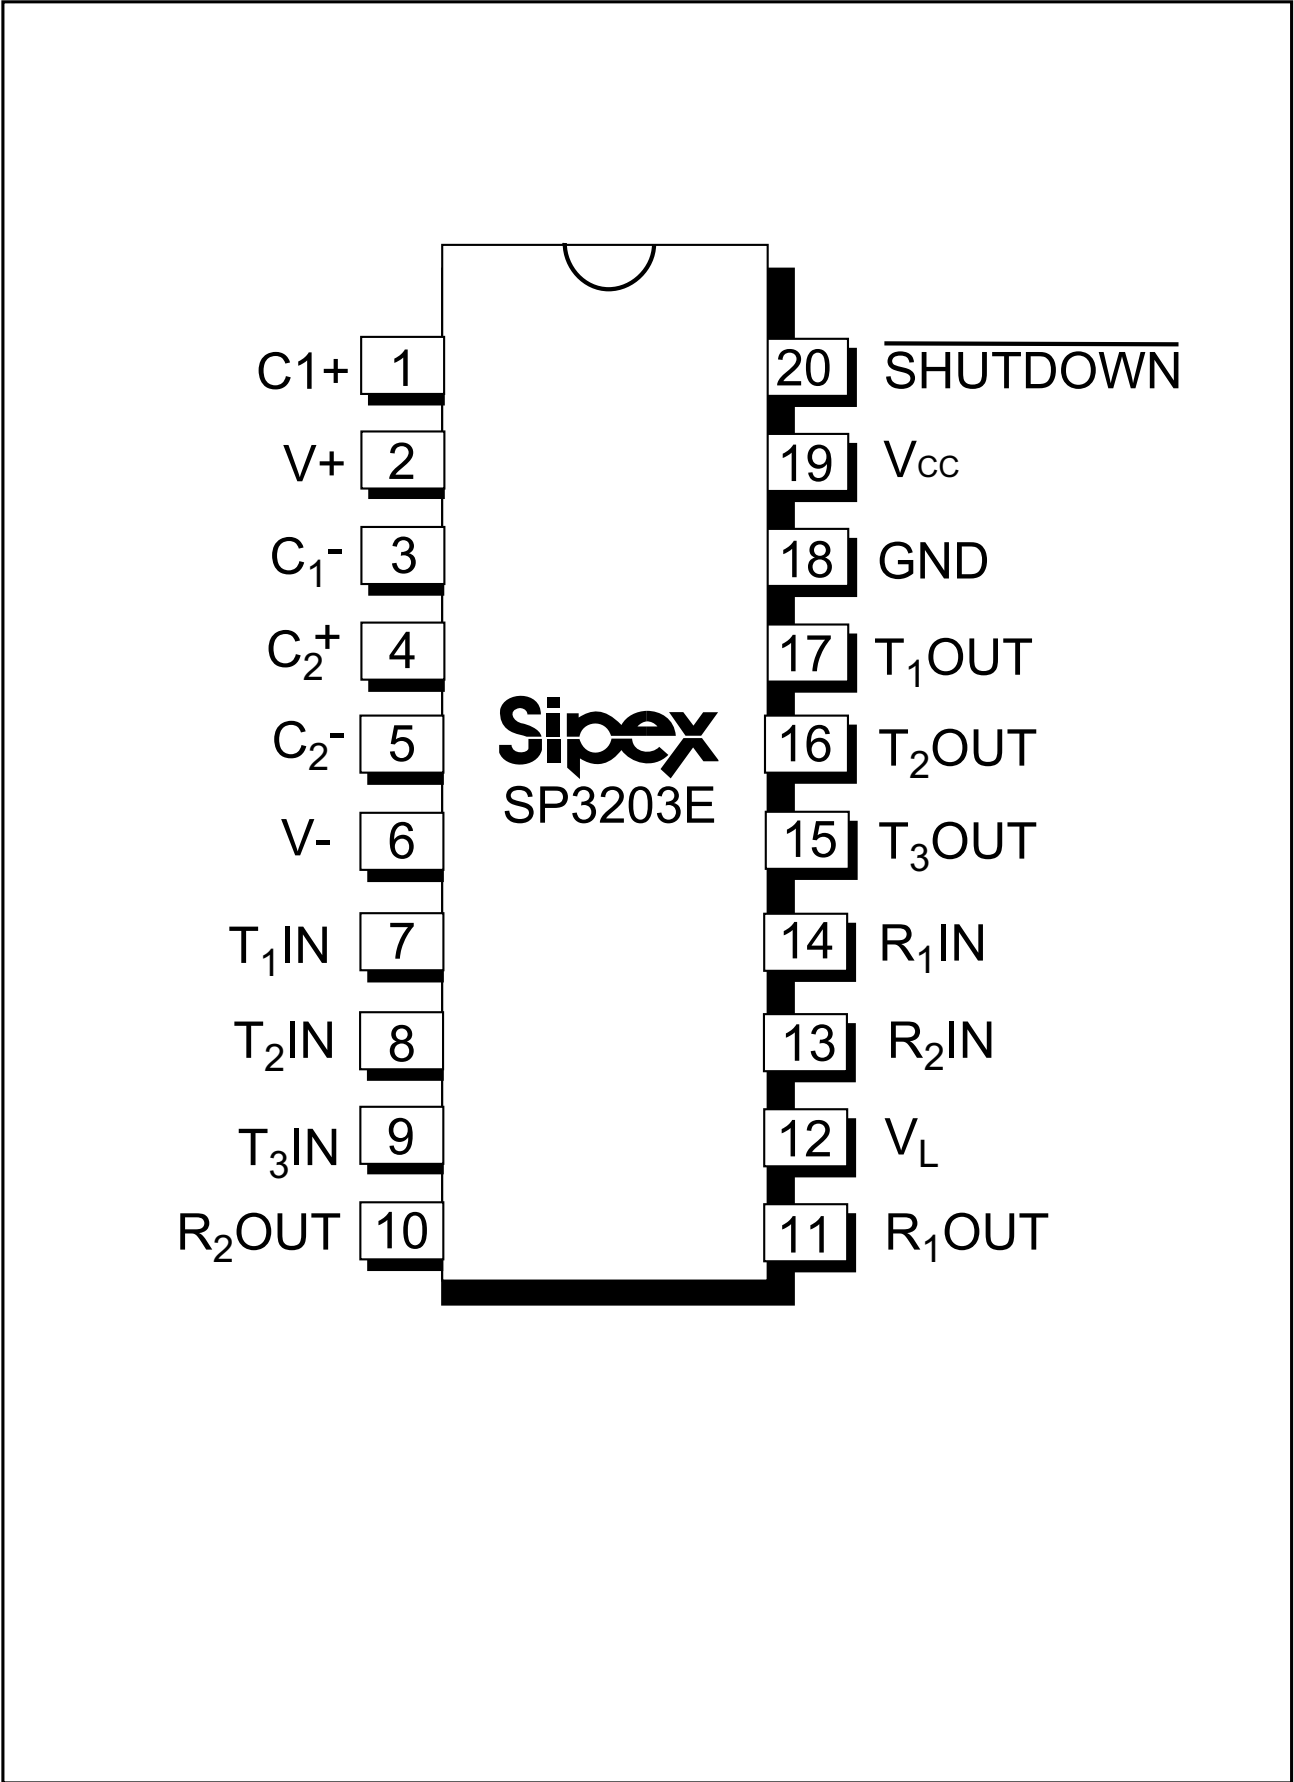 C1+ 1 20 S̅H̅U̅T̅D̅O̅W̅N̅
V+ 2 19 VCC
C₁- 3 18 GND
C₂+ 4 17 T₁OUT
C₂- 5 16 T₂OUT
Sipex
SP3203E
V- 6 15 T₃OUT
T₁IN 7 14 R₁IN
T₂IN 8 13 R₂IN
T₃IN 9 12 V_L
R₂OUT 10 11 R₁OUT